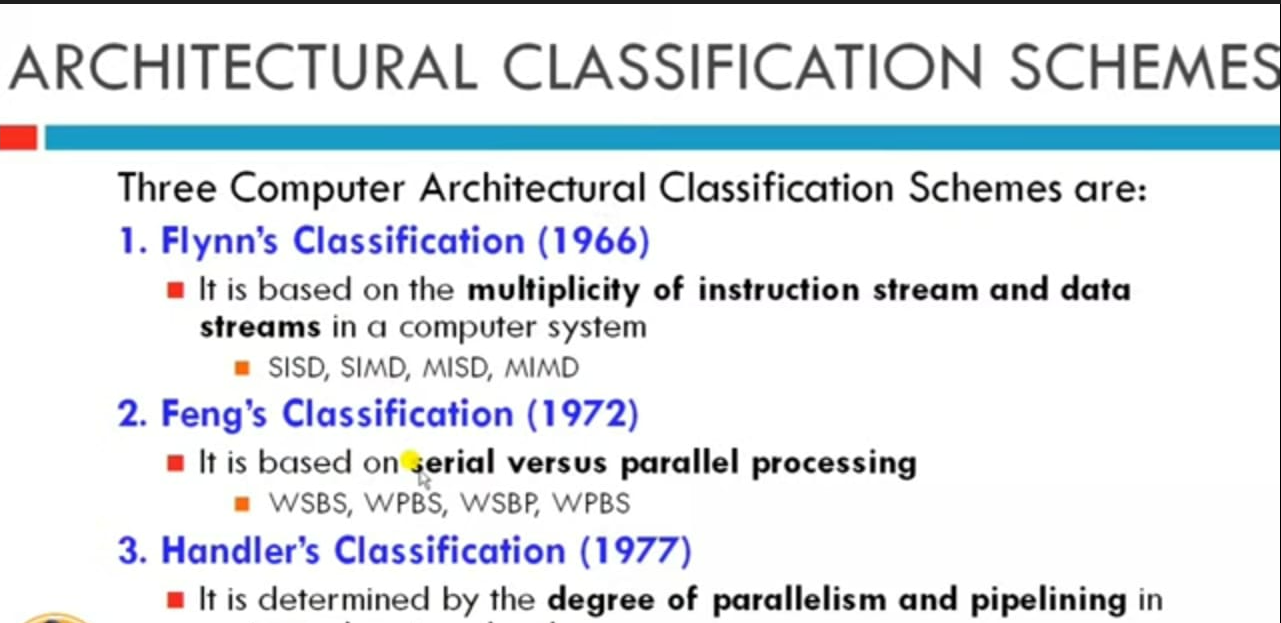 ARCHITECTURAL CLASSIFICATION SCHEMES
Three Computer Architectural Classification Schemes are:
1. Flynn's Classification (1966)
It is based on the multiplicity of instruction stream and data
streams in a computer system
SISD, SIMD, MISD, MIMD
2. Feng's Classification (1972)
It is based on serial versus parallel processing
WSBS, WPBS, WSBP, WPBS
3. Handler's Classification (1977)
It is determined by the degree of parallelism and pipelining in